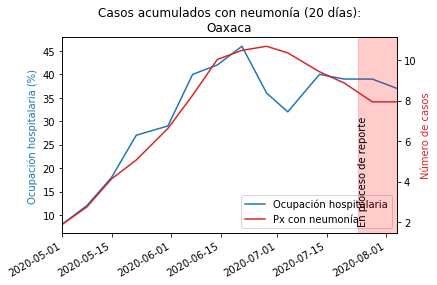 Casos acumulados con neumonía (20 días):
Oaxaca
Ocupación hospitalaria (%)
45
40
35
30
25
20
15
10
10
8
6
4
2
Número de casos
En proceso de reporte
Ocupación hospitalaria
Px con neumonía
2020-05-01
2020-05-15
2020-06-01
2020-06-15
2020-07-01
2020-07-15
2020-08-01